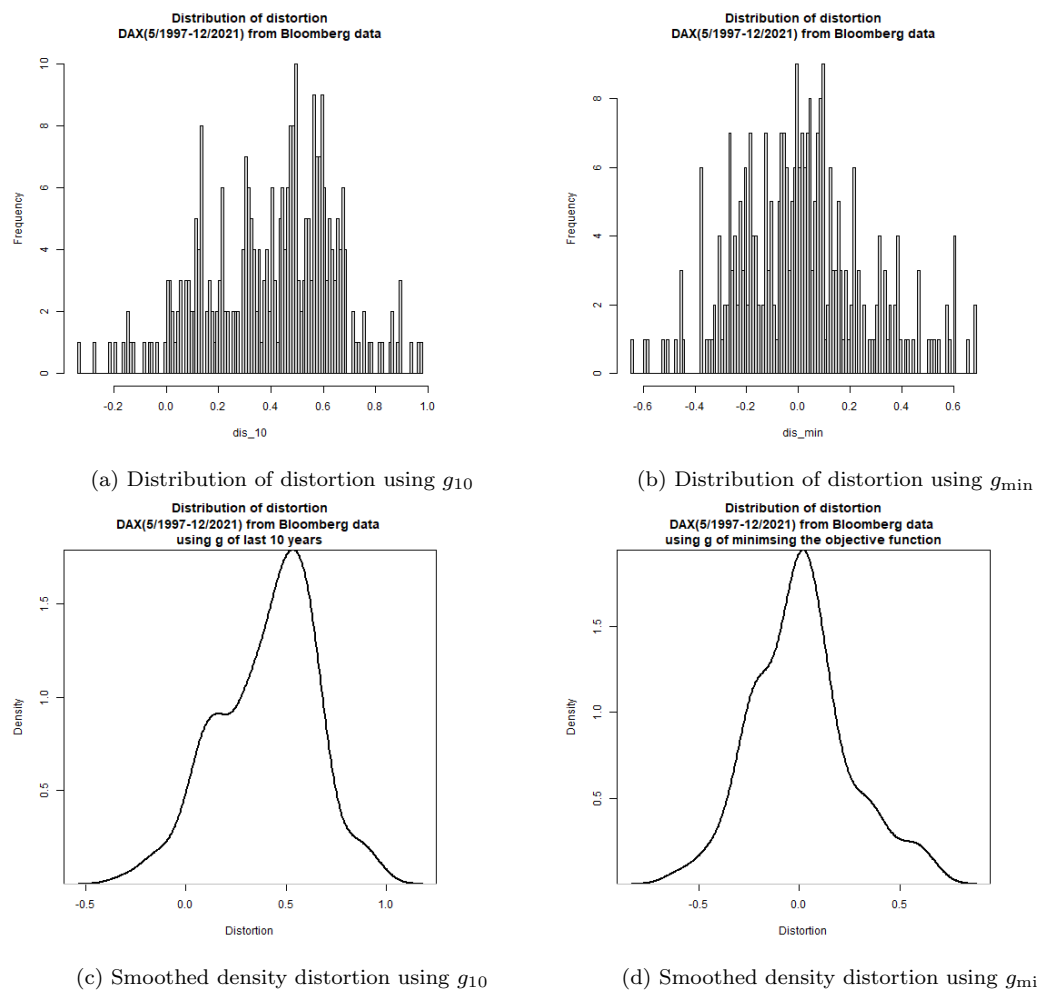 Distribution of distortion
DAX(5/1997-12/2021) from Bloomberg data
Frequency
0
2
4
6
8
10
-0.2
0.0
0.2
0.4
0.6
0.8
1.0
dis_10
(a) Distribution of distortion using g10
Distribution of distortion
DAX(5/1997-12/2021) from Bloomberg data
Frequency
0
2
4
6
8
-0.6
-0.4
-0.2
0.0
0.2
0.4
0.6
dis_min
(b) Distribution of distortion using gmin
Distribution of distortion
DAX(5/1997-12/2021) from Bloomberg data
using g of last 10 years
Density
0.5
1.0
1.5
-0.5
0.0
0.5
1.0
Distortion
(c) Smoothed density distortion using g10
Distribution of distortion
DAX(5/1997-12/2021) from Bloomberg data
using g of minimsing the objective function
Density
0.5
1.0
1.5
-0.5
0.0
0.5
Distortion
(d) Smoothed density distortion using gmi